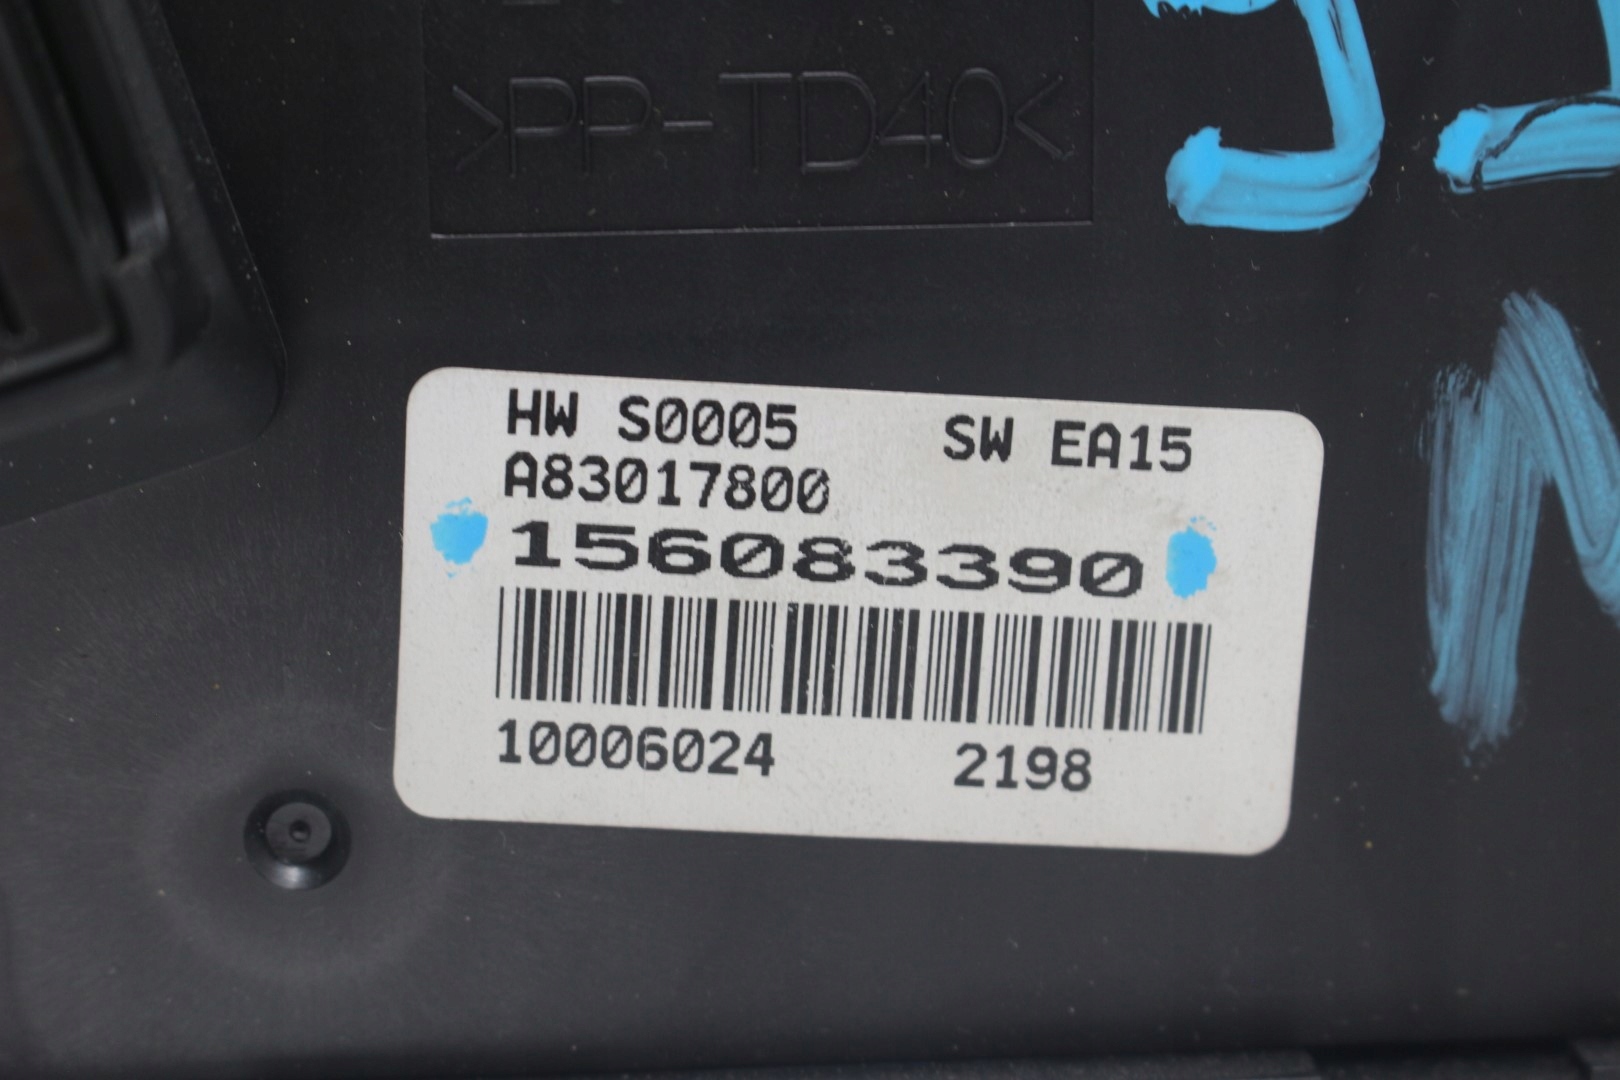 >PP-TD40<
HW S0005 SW EA15
A83017800
156083390
10006024 2198